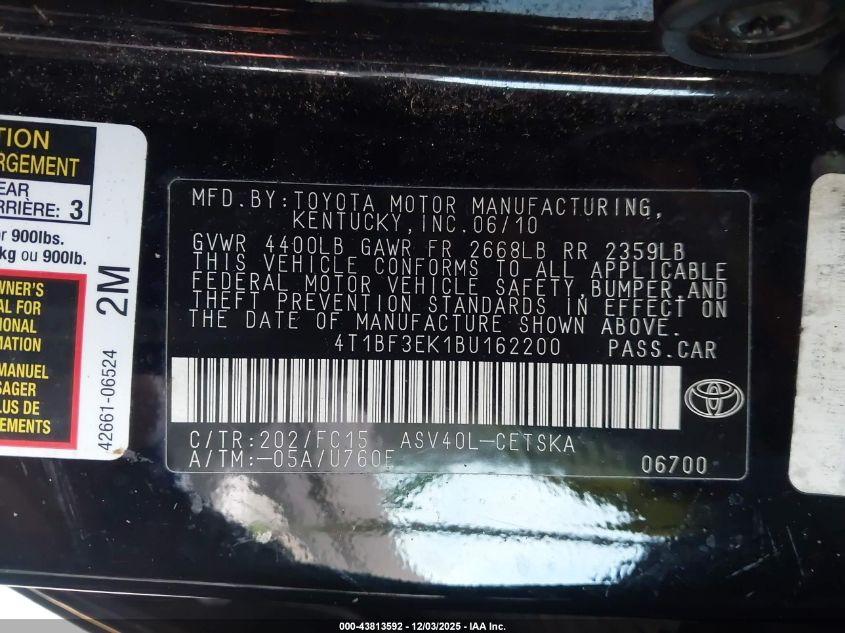 TION
RGEMENT
EAR
RRIÈRE: 3
r 900lbs.
kg ou 900lb.
WNER'S
AL FOR
IONAL
MATION
MANUEL
SAGER
LUS DE
EMENTS
2M
42661-06524
MFD.BY:TOYOTA MOTOR MANUFACTURING,
KENTUCKY,INC.06/10
GVWR 4400LB GAWR FR 2668LB RR 2359LB
THIS VEHICLE CONFORMS TO ALL APPLICABLE
FEDERAL MOTOR VEHICLE SAFETY,BUMPER,AND
THEFT PREVENTION STANDARDS IN EFFECT ON
THE DATE OF MANUFACTURE SHOWN ABOVE.
4T1BF3EK1BU162200 PASS.CAR
C/TR:202/FC15 ASV40L-CETSKA
A/TM:-05A/U760E
06700
000-43813592 - 12/03/2025 - IAA Inc.